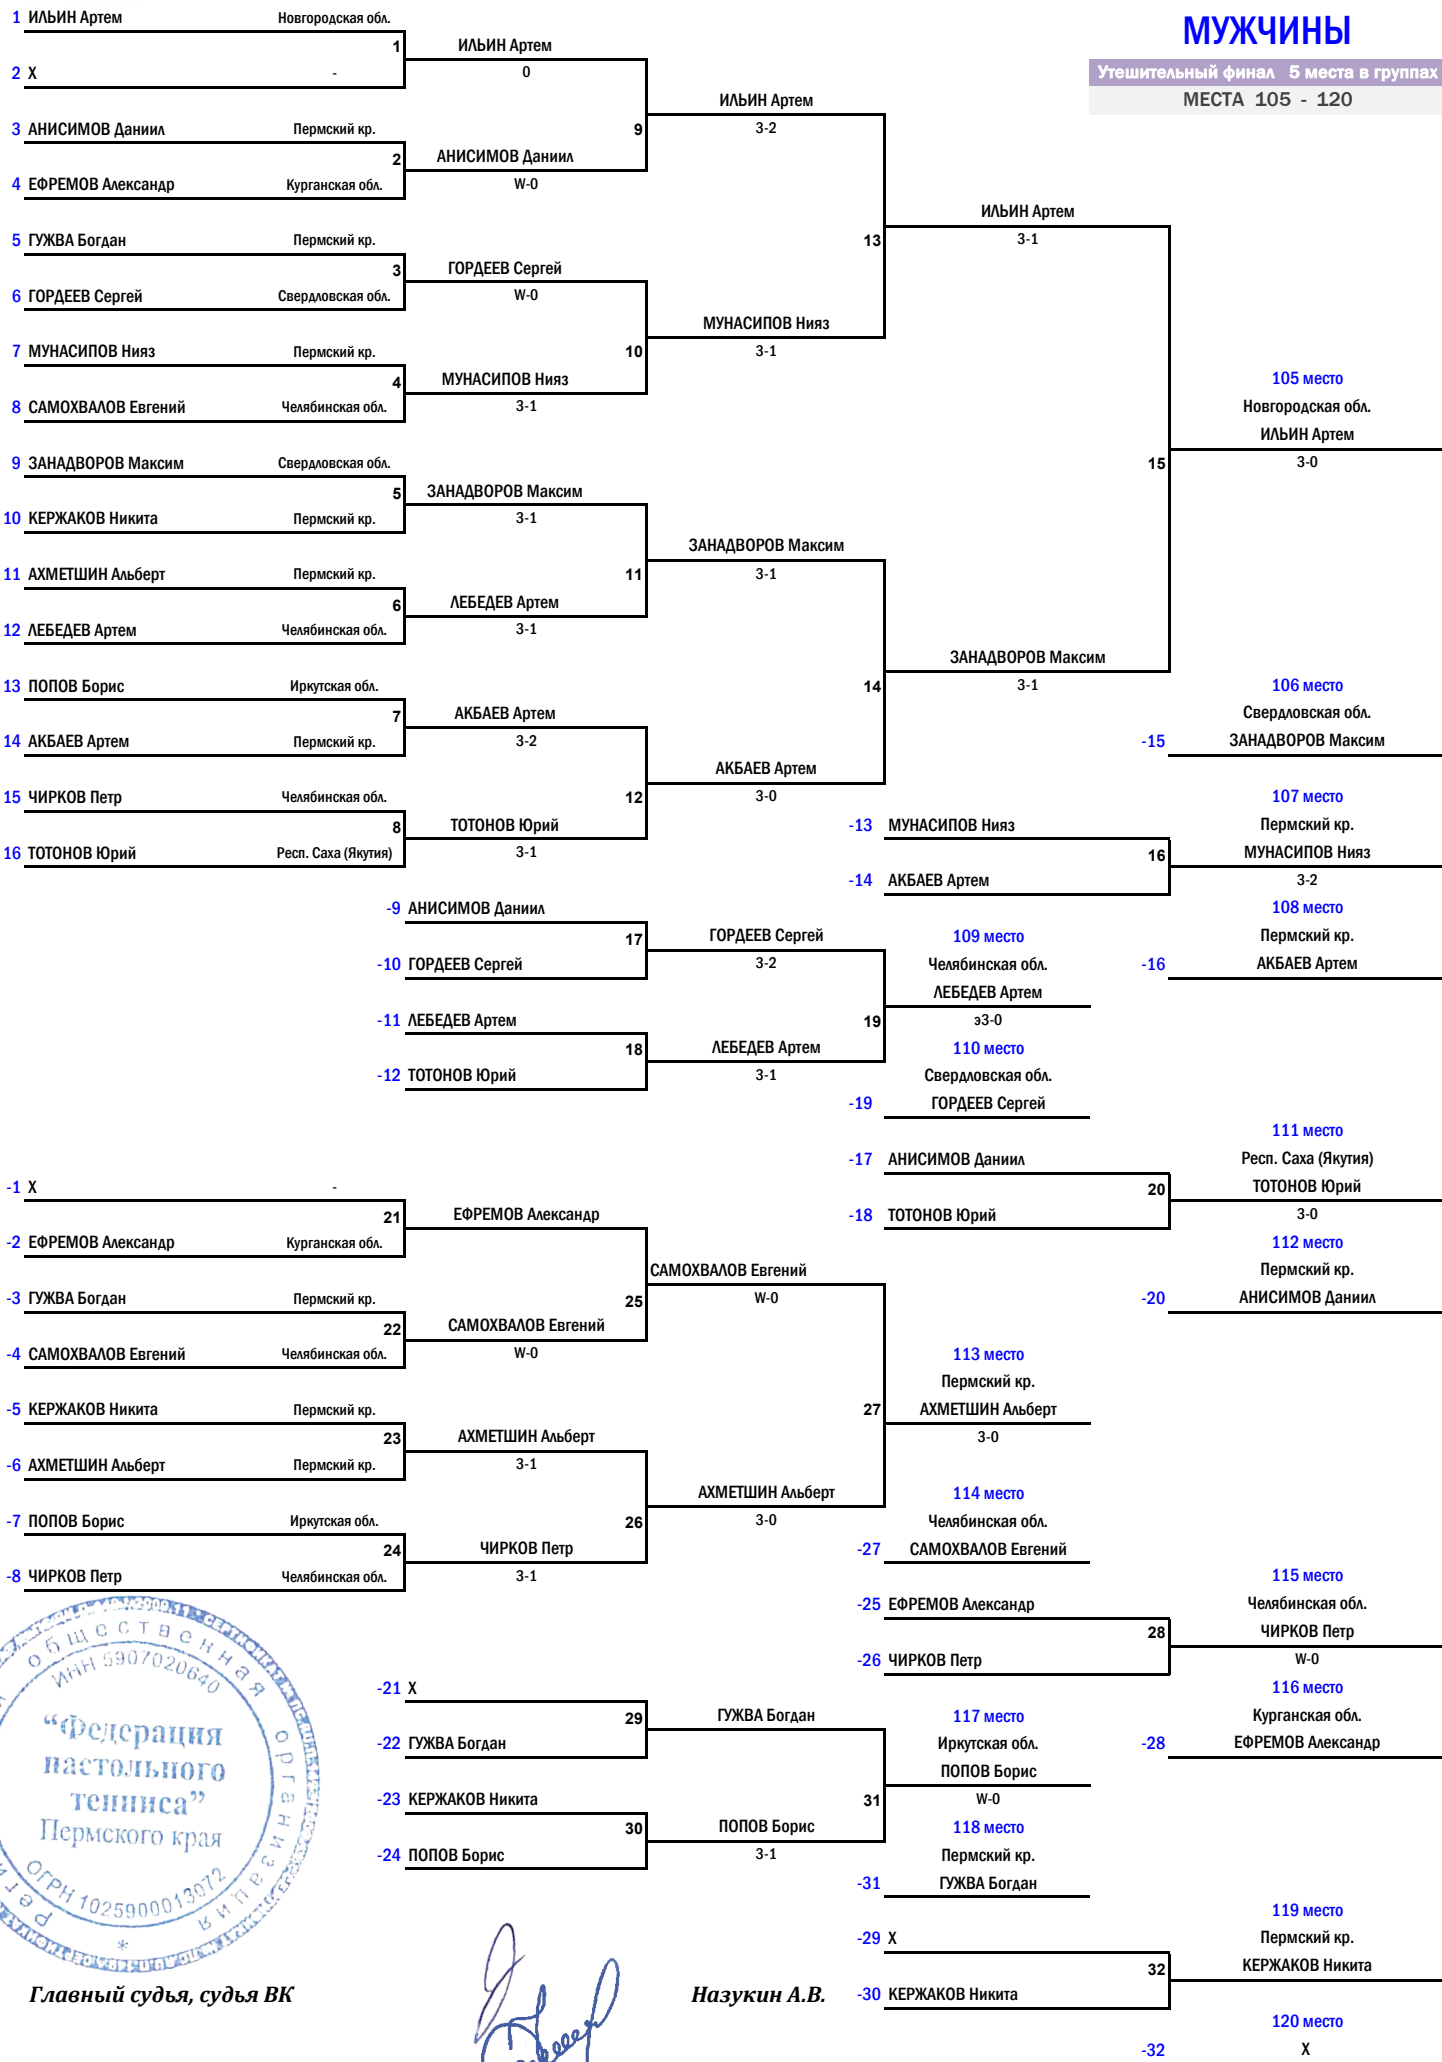 МУЖЧИНЫ
Утешительный финал 5 места в группах
МЕСТА 105 - 120
1 ИЛЬИН Артем Новгородская обл.
1 ИЛЬИН Артем
2 X - 0
ИЛЬИН Артем
3 АНИСИМОВ Даниил Пермский кр. 9 3-2
2 АНИСИМОВ Даниил
4 ЕФРЕМОВ Александр Курганская обл. W-0
ИЛЬИН Артем
5 ГУЖВА Богдан Пермский кр. 13 3-1
3 ГОРДЕЕВ Сергей
6 ГОРДЕЕВ Сергей Свердловская обл. W-0
МУНАСИПОВ Нияз
7 МУНАСИПОВ Нияз Пермский кр. 10 3-1
4 МУНАСИПОВ Нияз 105 место
8 САМОХВАЛОВ Евгений Челябинская обл. 3-1 Новгородская обл.
ИЛЬИН Артем
9 ЗАНАДВОРОВ Максим Свердловская обл. 15 3-0
5 ЗАНАДВОРОВ Максим
10 КЕРЖАКОВ Никита Пермский кр. 3-1
ЗАНАДВОРОВ Максим
11 АХМЕТШИН Альберт Пермский кр. 11 3-1
6 ЛЕБЕДЕВ Артем
12 ЛЕБЕДЕВ Артем Челябинская обл. 3-1
ЗАНАДВОРОВ Максим
13 ПОПОВ Борис Иркутская обл. 14 3-1 106 место
7 АКБАЕВ Артем Свердловская обл.
14 АКБАЕВ Артем Пермский кр. 3-2 -15 ЗАНАДВОРОВ Максим
АКБАЕВ Артем
15 ЧИРКОВ Петр Челябинская обл. 12 3-0 107 место
8 ТОТОНОВ Юрий -13 МУНАСИПОВ Нияз Пермский кр.
16 ТОТОНОВ Юрий Респ. Саха (Якутия) 3-1 16 МУНАСИПОВ Нияз
-14 АКБАЕВ Артем 3-2
-9 АНИСИМОВ Даниил 108 место
17 ГОРДЕЕВ Сергей 109 место Пермский кр.
-10 ГОРДЕЕВ Сергей 3-2 Челябинская обл. -16 АКБАЕВ Артем
ЛЕБЕДЕВ Артем
-11 ЛЕБЕДЕВ Артем 19 э3-0
18 ЛЕБЕДЕВ Артем 110 место
-12 ТОТОНОВ Юрий 3-1 Свердловская обл.
-19 ГОРДЕЕВ Сергей
111 место
-17 АНИСИМОВ Даниил Респ. Саха (Якутия)
-1 X - 20 ТОТОНОВ Юрий
21 ЕФРЕМОВ Александр -18 ТОТОНОВ Юрий 3-0
-2 ЕФРЕМОВ Александр Курганская обл. 112 место
САМОХВАЛОВ Евгений Пермский кр.
-3 ГУЖВА Богдан Пермский кр. 25 W-0 -20 АНИСИМОВ Даниил
22 САМОХВАЛОВ Евгений
-4 САМОХВАЛОВ Евгений Челябинская обл. W-0 113 место
Пермский кр.
-5 КЕРЖАКОВ Никита Пермский кр. 27 АХМЕТШИН Альберт
23 АХМЕТШИН Альберт 3-0
-6 АХМЕТШИН Альберт Пермский кр. 3-1
АХМЕТШИН Альберт 114 место
-7 ПОПОВ Борис Иркутская обл. 26 3-0 Челябинская обл.
24 ЧИРКОВ Петр -27 САМОХВАЛОВ Евгений
-8 ЧИРКОВ Петр Челябинская обл. 3-1 115 место
-25 ЕФРЕМОВ Александр Челябинская обл.
28 ЧИРКОВ Петр
-26 ЧИРКОВ Петр W-0
-21 X 116 место
29 ГУЖВА Богдан 117 место Курганская обл.
-22 ГУЖВА Богдан Иркутская обл. -28 ЕФРЕМОВ Александр
ПОПОВ Борис
-23 КЕРЖАКОВ Никита 31 W-0
30 ПОПОВ Борис 118 место
-24 ПОПОВ Борис 3-1 Пермский кр.
-31 ГУЖВА Богдан
119 место
-29 X Пермский кр.
32 КЕРЖАКОВ Никита
-30 КЕРЖАКОВ Никита
120 место
-32 X
общественная организация
ИНН 5907020640
“Федерация
настольного
тенниса”
Пермского края
ОГРН 1025900013072
Главный судья, судья ВК Назукин А.В.